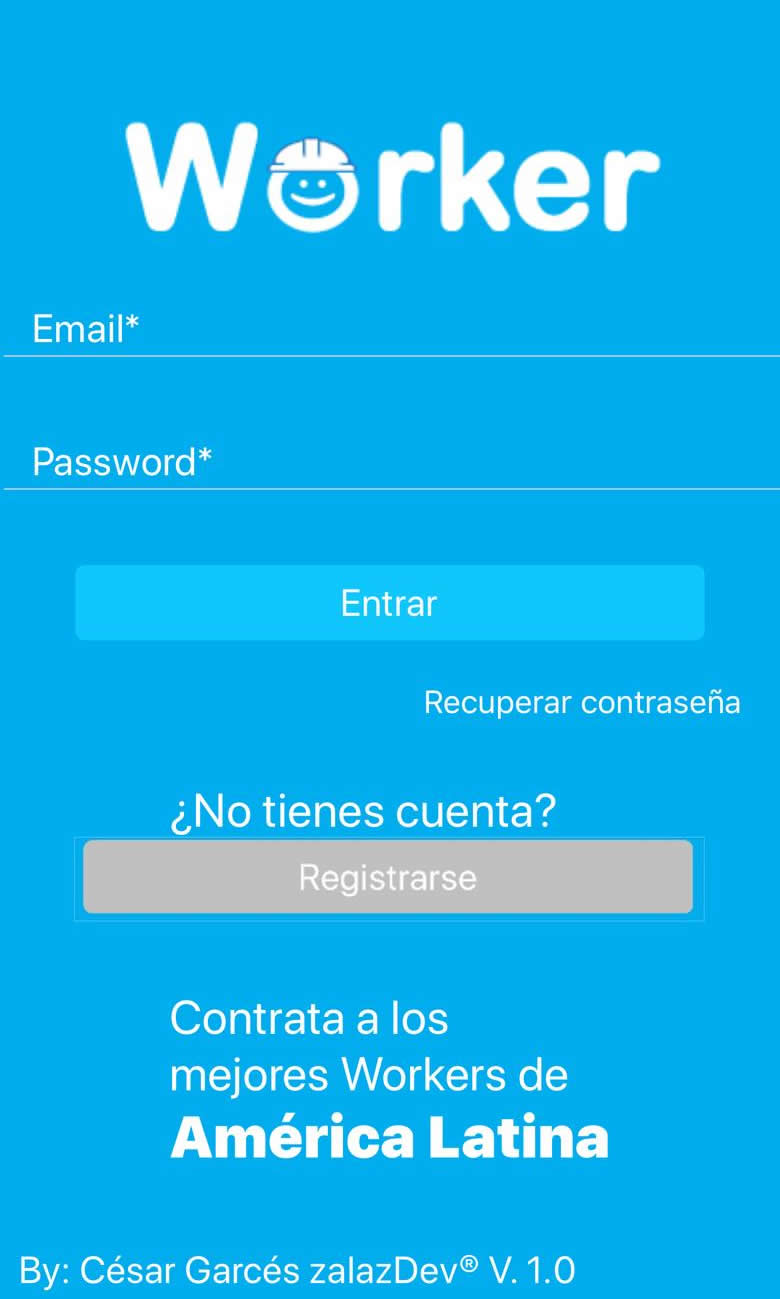 Worker
Email*
Password*
Entrar
Recuperar contraseña
¿No tienes cuenta?
Registrarse
Contrata a los
mejores Workers de
América Latina
By: César Garcés zalazDev® V. 1.0